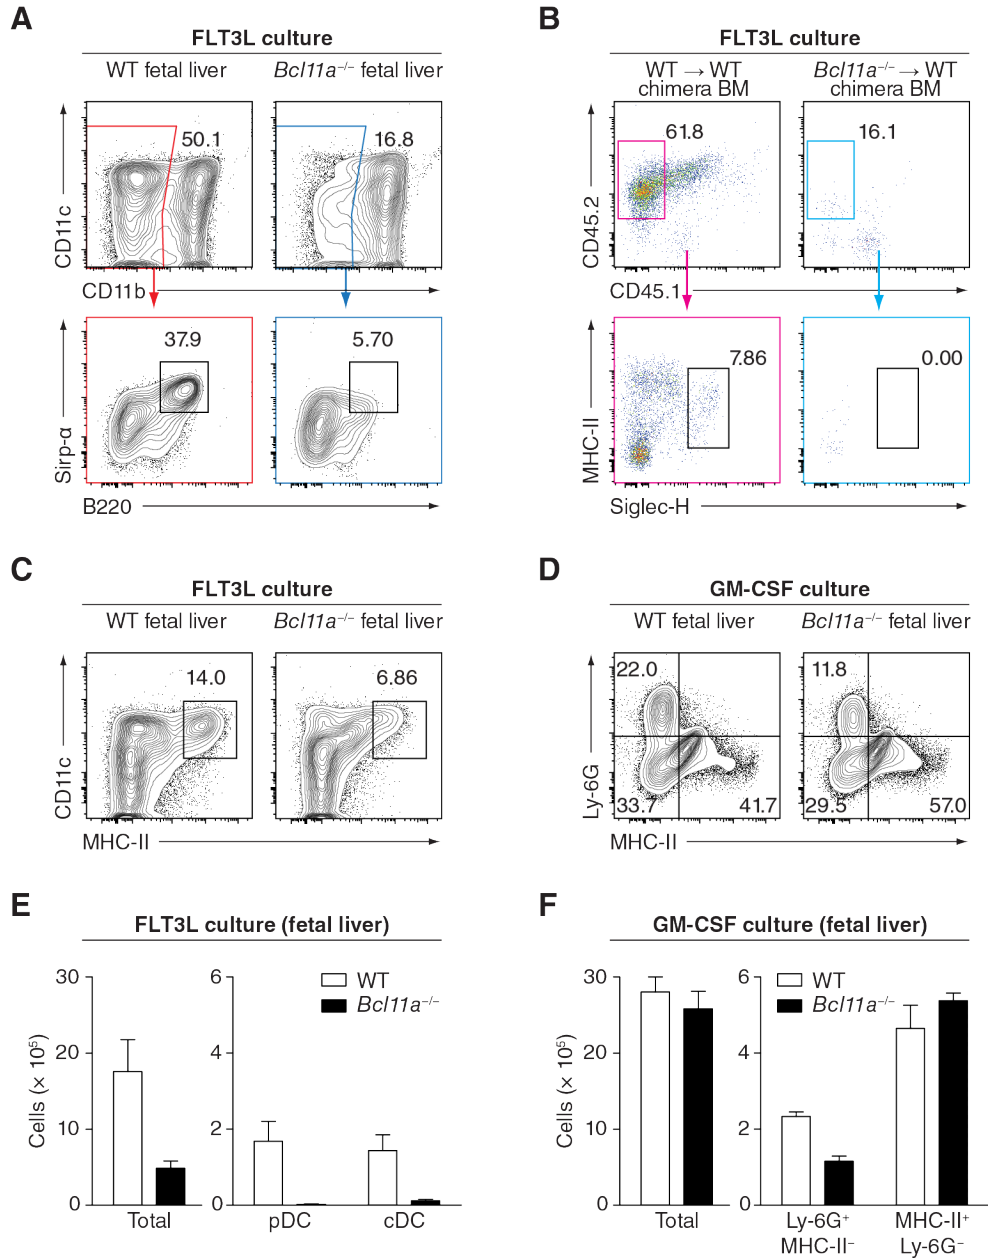 A
FLT3L culture
WT fetal liver
Bcl11a−/− fetal liver
50.1
16.8
CD11c
CD11b
37.9
5.70
Sirp-α
B220
B
FLT3L culture
WT → WT
chimera BM
Bcl11a−/− → WT
chimera BM
61.8
16.1
CD45.2
CD45.1
7.86
0.00
MHC-II
Siglec-H
C
FLT3L culture
WT fetal liver
Bcl11a−/− fetal liver
14.0
6.86
CD11c
MHC-II
D
GM-CSF culture
WT fetal liver
Bcl11a−/− fetal liver
22.0
11.8
33.7
41.7
29.5
57.0
Ly-6G
MHC-II
E
FLT3L culture (fetal liver)
WT
Bcl11a−/−
Cells (× 10⁵)
30
20
10
0
6
4
2
0
Total
pDC
cDC
F
GM-CSF culture (fetal liver)
WT
Bcl11a−/−
Cells (× 10⁵)
30
20
10
0
6
4
2
0
Total
Ly-6G⁺
MHC-II⁻
MHC-II⁺
Ly-6G⁻